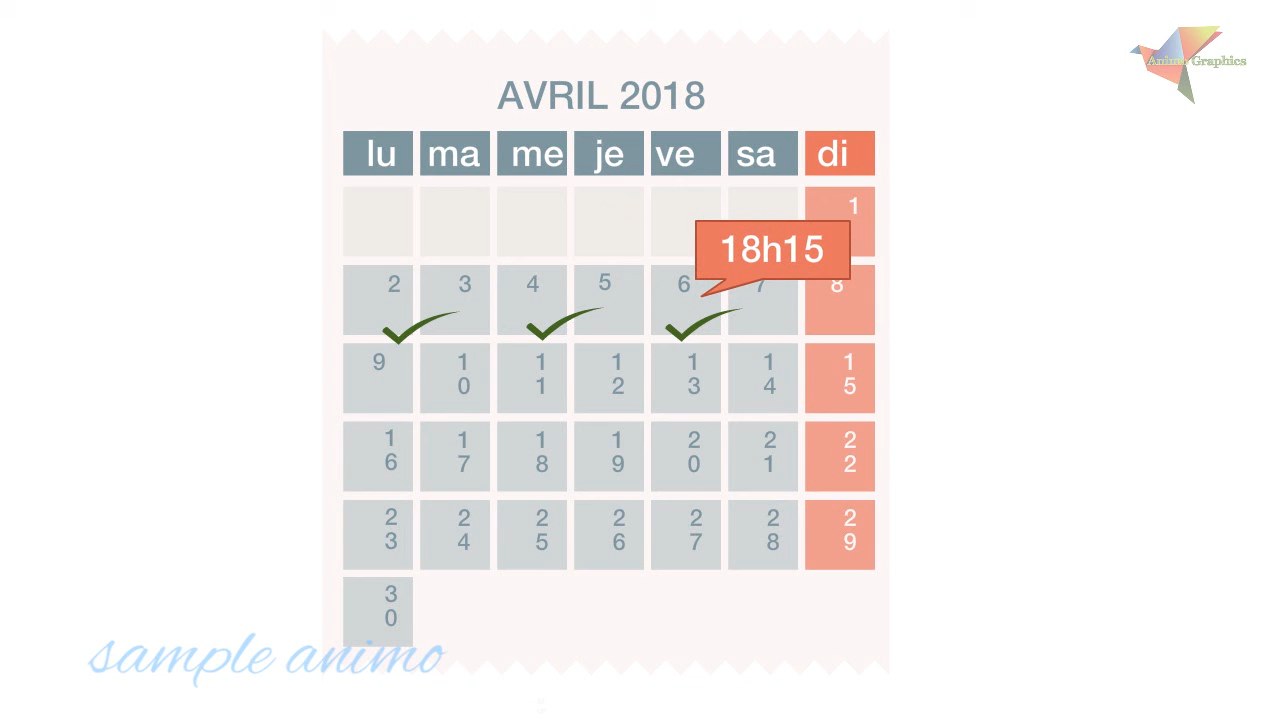 Animo Graphics
AVRIL 2018
lu ma me je ve sa di
1
18h15
2 3 4 5 6 7 8
9 10 11 12 13 14 15
16 17 18 19 20 21 22
23 24 25 26 27 28 29
30
sample animo